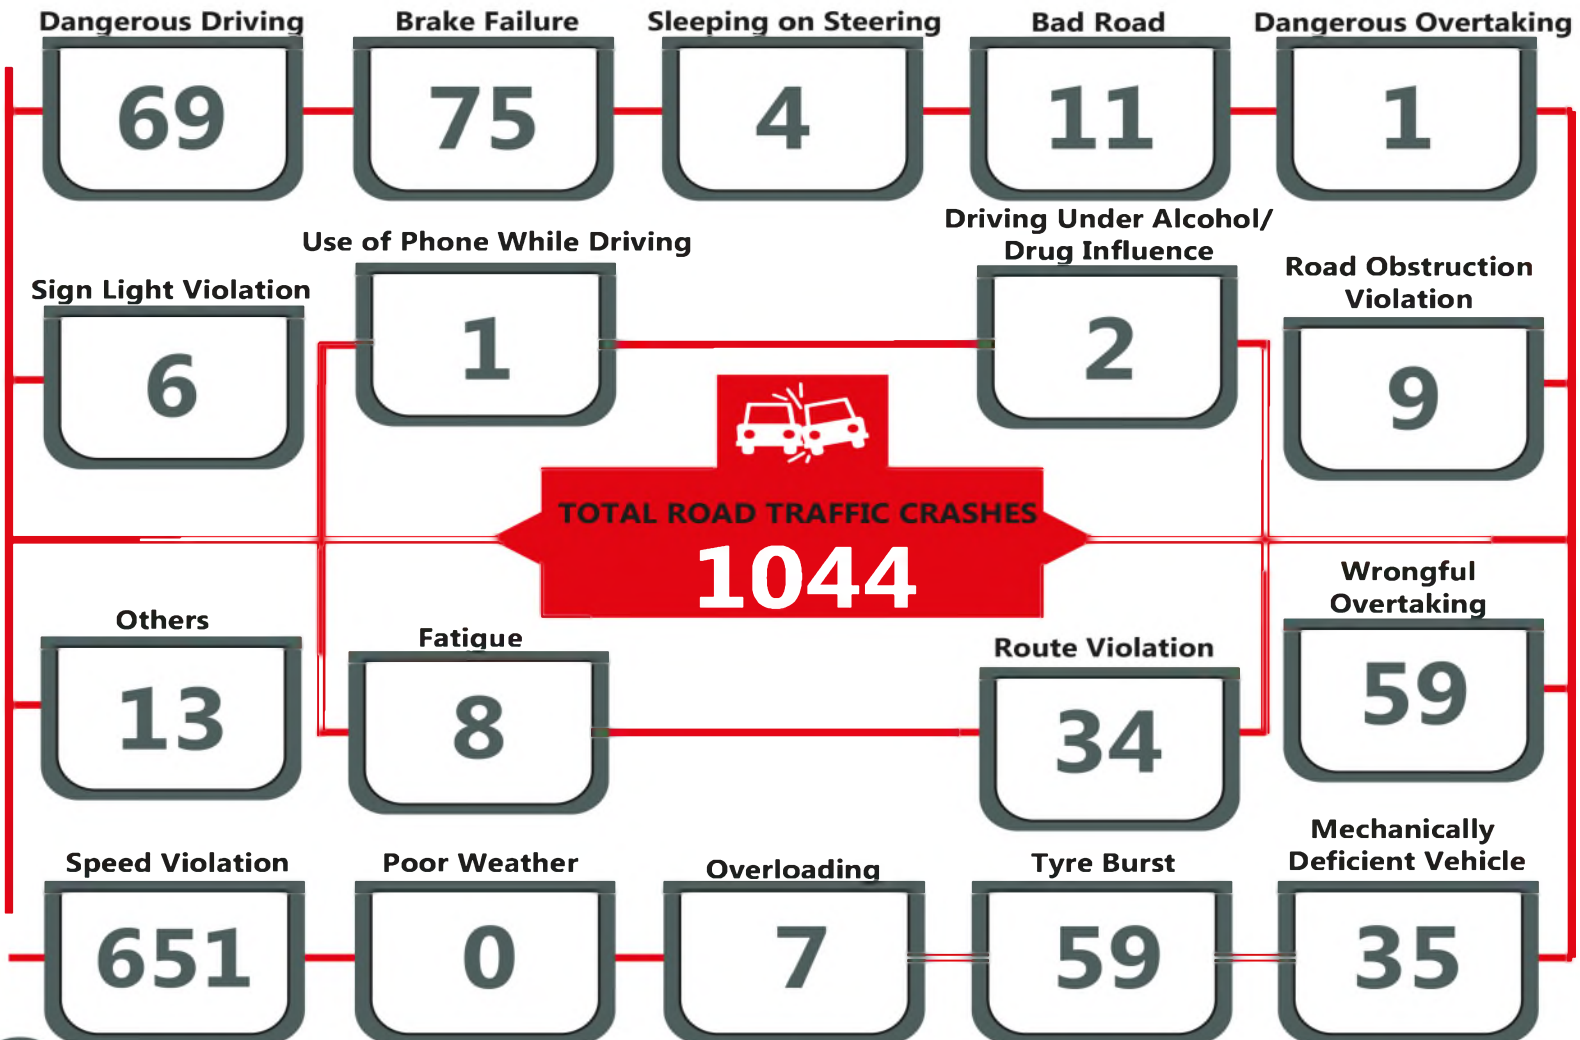 Dangerous Driving
69
Brake Failure
75
Sleeping on Steering
4
Bad Road
11
Dangerous Overtaking
1
Sign Light Violation
6
Use of Phone While Driving
1
Driving Under Alcohol/
Drug Influence
2
Road Obstruction
Violation
9
TOTAL ROAD TRAFFIC CRASHES
1044
Others
13
Fatigue
8
Route Violation
34
Wrongful
Overtaking
59
Speed Violation
651
Poor Weather
0
Overloading
7
Tyre Burst
59
Mechanically
Deficient Vehicle
35